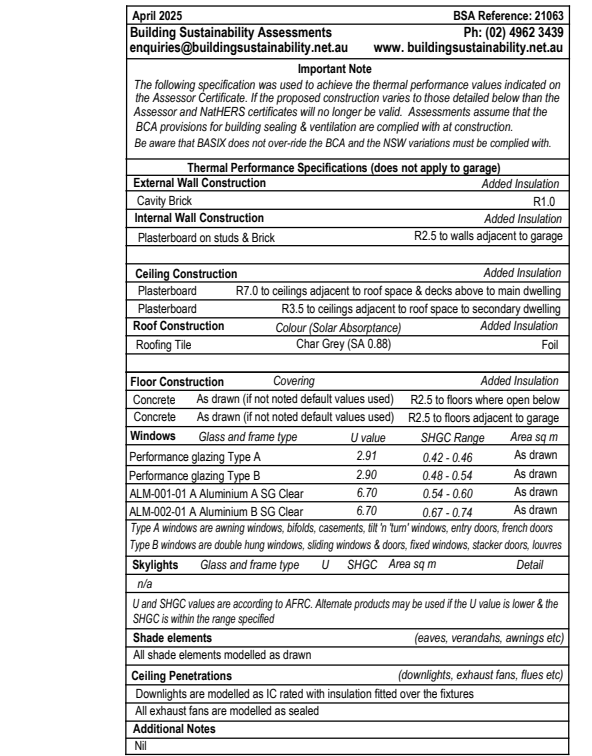 April 2025 BSA Reference: 21063
Building Sustainability Assessments Ph: (02) 4962 3439
enquiries@buildingsustainability.net.au www. buildingsustainability.net.au
Important Note
The following specification was used to achieve the thermal performance values indicated on
the Assessor Certificate. If the proposed construction varies to those detailed below than the
Assessor and NatHERS certificates will no longer be valid. Assessments assume that the
BCA provisions for building sealing & ventilation are complied with at construction.
Be aware that BASIX does not over-ride the BCA and the NSW variations must be complied with.
Thermal Performance Specifications (does not apply to garage)
External Wall Construction Added Insulation
Cavity Brick R1.0
Internal Wall Construction Added Insulation
Plasterboard on studs & Brick R2.5 to walls adjacent to garage
Ceiling Construction Added Insulation
Plasterboard R7.0 to ceilings adjacent to roof space & decks above to main dwelling
Plasterboard R3.5 to ceilings adjacent to roof space to secondary dwelling
Roof Construction Colour (Solar Absorptance) Added Insulation
Roofing Tile Char Grey (SA 0.88) Foil
Floor Construction Covering Added Insulation
Concrete As drawn (if not noted default values used) R2.5 to floors where open below
Concrete As drawn (if not noted default values used) R2.5 to floors adjacent to garage
Windows Glass and frame type U value SHGC Range Area sq m
Performance glazing Type A 2.91 0.42 - 0.46 As drawn
Performance glazing Type B 2.90 0.48 - 0.54 As drawn
ALM-001-01 A Aluminium A SG Clear 6.70 0.54 - 0.60 As drawn
ALM-002-01 A Aluminium B SG Clear 6.70 0.67 - 0.74 As drawn
Type A windows are awning windows, bifolds, casements, tilt 'n 'turn' windows, entry doors, french doors
Type B windows are double hung windows, sliding windows & doors, fixed windows, stacker doors, louvres
Skylights Glass and frame type U SHGC Area sq m Detail
n/a
U and SHGC values are according to AFRC. Alternate products may be used if the U value is lower & the
SHGC is within the range specified
Shade elements (eaves, verandahs, awnings etc)
All shade elements modelled as drawn
Ceiling Penetrations (downlights, exhaust fans, flues etc)
Downlights are modelled as IC rated with insulation fitted over the fixtures
All exhaust fans are modelled as sealed
Additional Notes
Nil